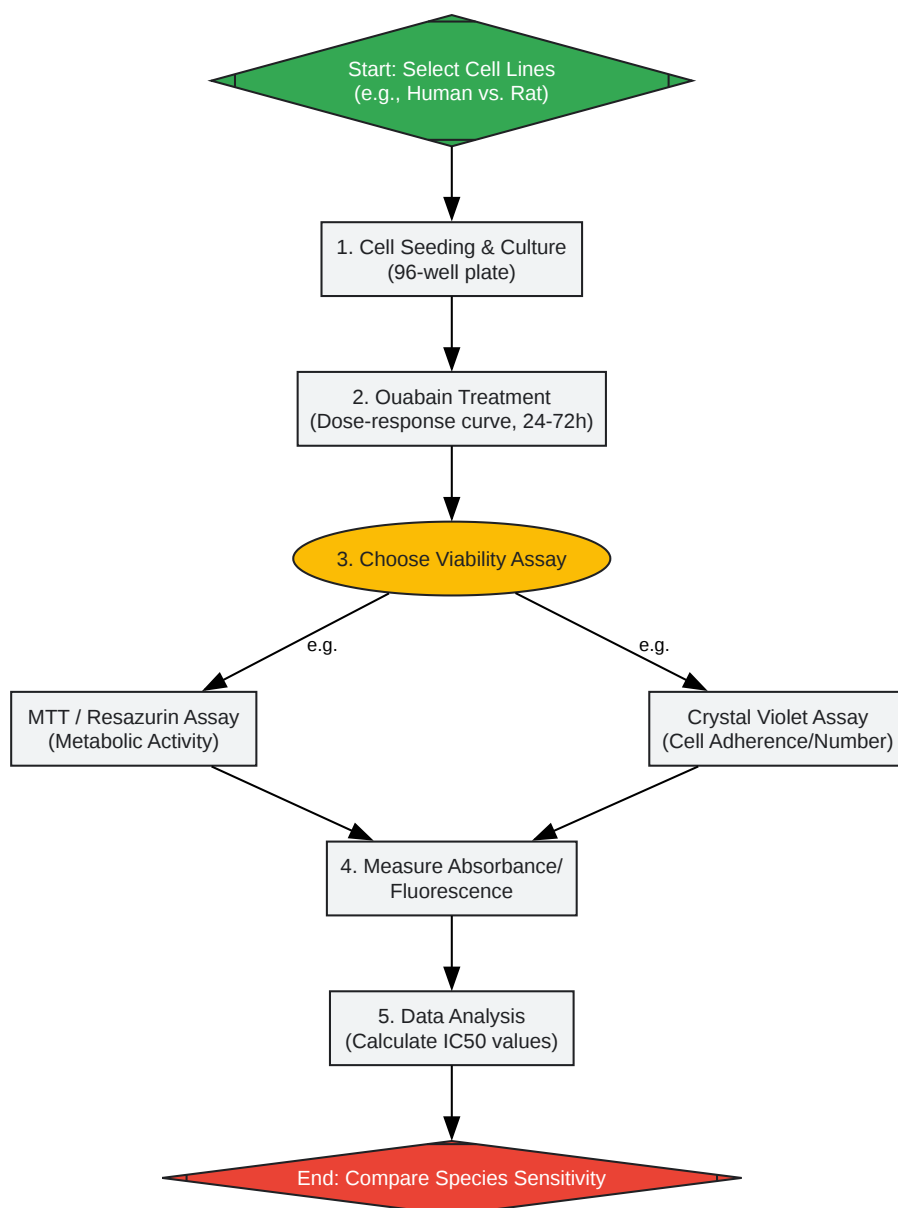 Start: Select Cell Lines
(e.g., Human vs. Rat)
1. Cell Seeding & Culture
(96-well plate)
2. Ouabain Treatment
(Dose-response curve, 24-72h)
3. Choose Viability Assay
e.g.
e.g.
MTT / Resazurin Assay
(Metabolic Activity)
Crystal Violet Assay
(Cell Adherence/Number)
4. Measure Absorbance/
Fluorescence
5. Data Analysis
(Calculate IC50 values)
End: Compare Species Sensitivity